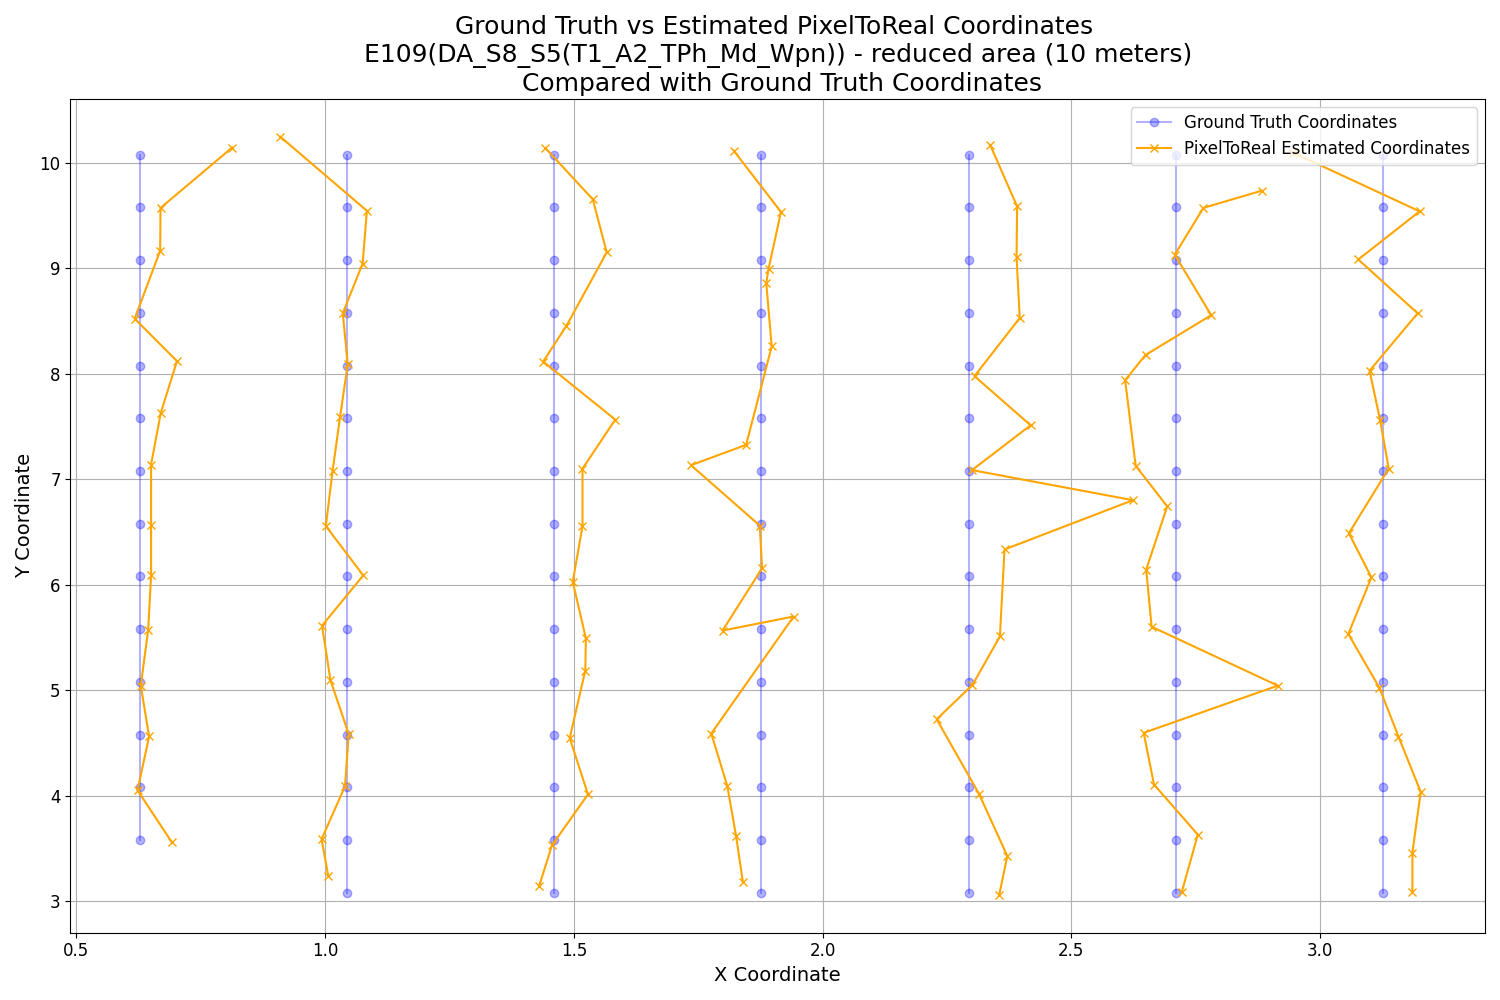 Ground Truth vs Estimated PixelToReal Coordinates
E109(DA_S8_S5(T1_A2_TPh_Md_Wpn)) - reduced area (10 meters)
Compared with Ground Truth Coordinates
Ground Truth Coordinates
PixelToReal Estimated Coordinates
Y Coordinate
10
9
8
7
6
5
4
3
0.5 1.0 1.5 2.0 2.5 3.0
X Coordinate